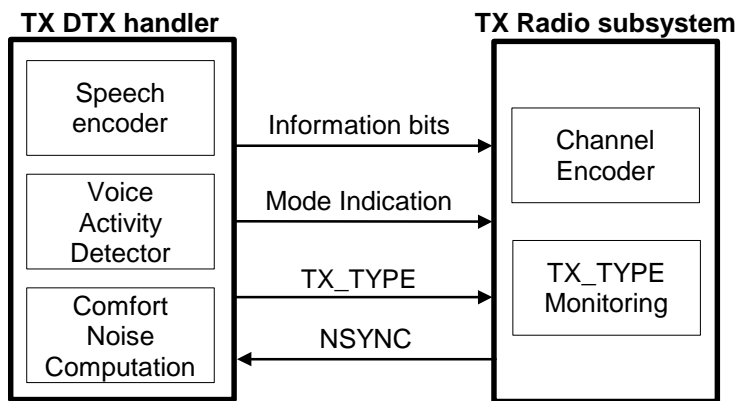 TX DTX handler
TX Radio subsystem
Speech
encoder
Voice
Activity
Detector
Comfort
Noise
Computation
Information bits
Mode Indication
TX_TYPE
NSYNC
Channel
Encoder
TX_TYPE
Monitoring